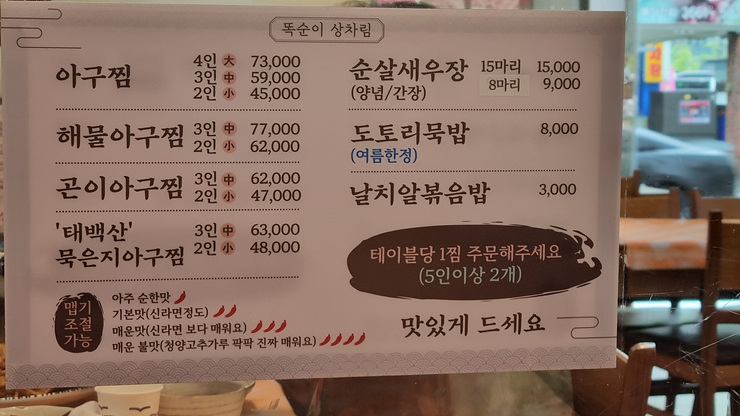 똑순이 상차림
아구찜
4인 大 73,000
3인 中 59,000
2인 小 45,000
해물아구찜
3인 中 77,000
2인 小 62,000
곤이아구찜
3인 中 62,000
2인 小 47,000
'태백산'
묵은지아구찜
3인 中 63,000
2인 小 48,000
맵기
조절
가능
아주 순한맛
기본맛(신라면정도)
매운맛(신라면 보다 매워요)
매운 불맛(청양고추가루 팍팍 진짜 매워요)
순살새우장
(양념/간장)
15마리 15,000
8마리 9,000
도토리묵밥 8,000
(여름한정)
날치알볶음밥 3,000
테이블당 1찜 주문해주세요
(5인이상 2개)
맛있게 드세요